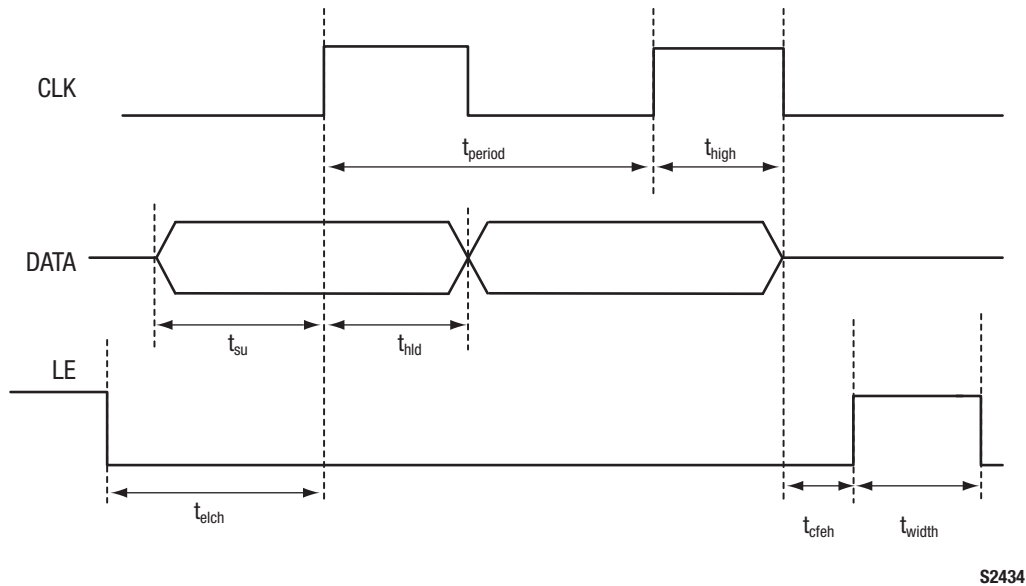 CLK
t_period
t_high
DATA
t_su
t_hld
LE
t_elch
t_cfeh
t_width
S2434